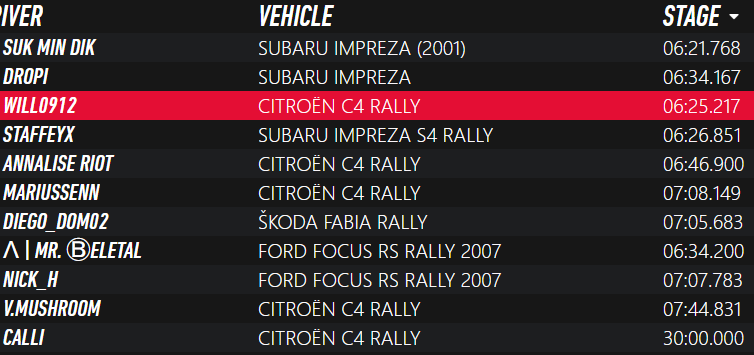 RIVER VEHICLE STAGE
SUK MIN DIK SUBARU IMPREZA (2001) 06:21.768
DROPI SUBARU IMPREZA 06:34.167
WILL0912 CITROËN C4 RALLY 06:25.217
STAFFEYX SUBARU IMPREZA S4 RALLY 06:26.851
ANNALISE RIOT CITROËN C4 RALLY 06:46.900
MARIUSSENN CITROËN C4 RALLY 07:08.149
DIEGO_DOM02 ŠKODA FABIA RALLY 07:05.683
Λ | MR. ⒷELETAL FORD FOCUS RS RALLY 2007 06:34.200
NICK_H FORD FOCUS RS RALLY 2007 07:07.783
V.MUSHROOM CITROËN C4 RALLY 07:44.831
CALLI CITROËN C4 RALLY 30:00.000